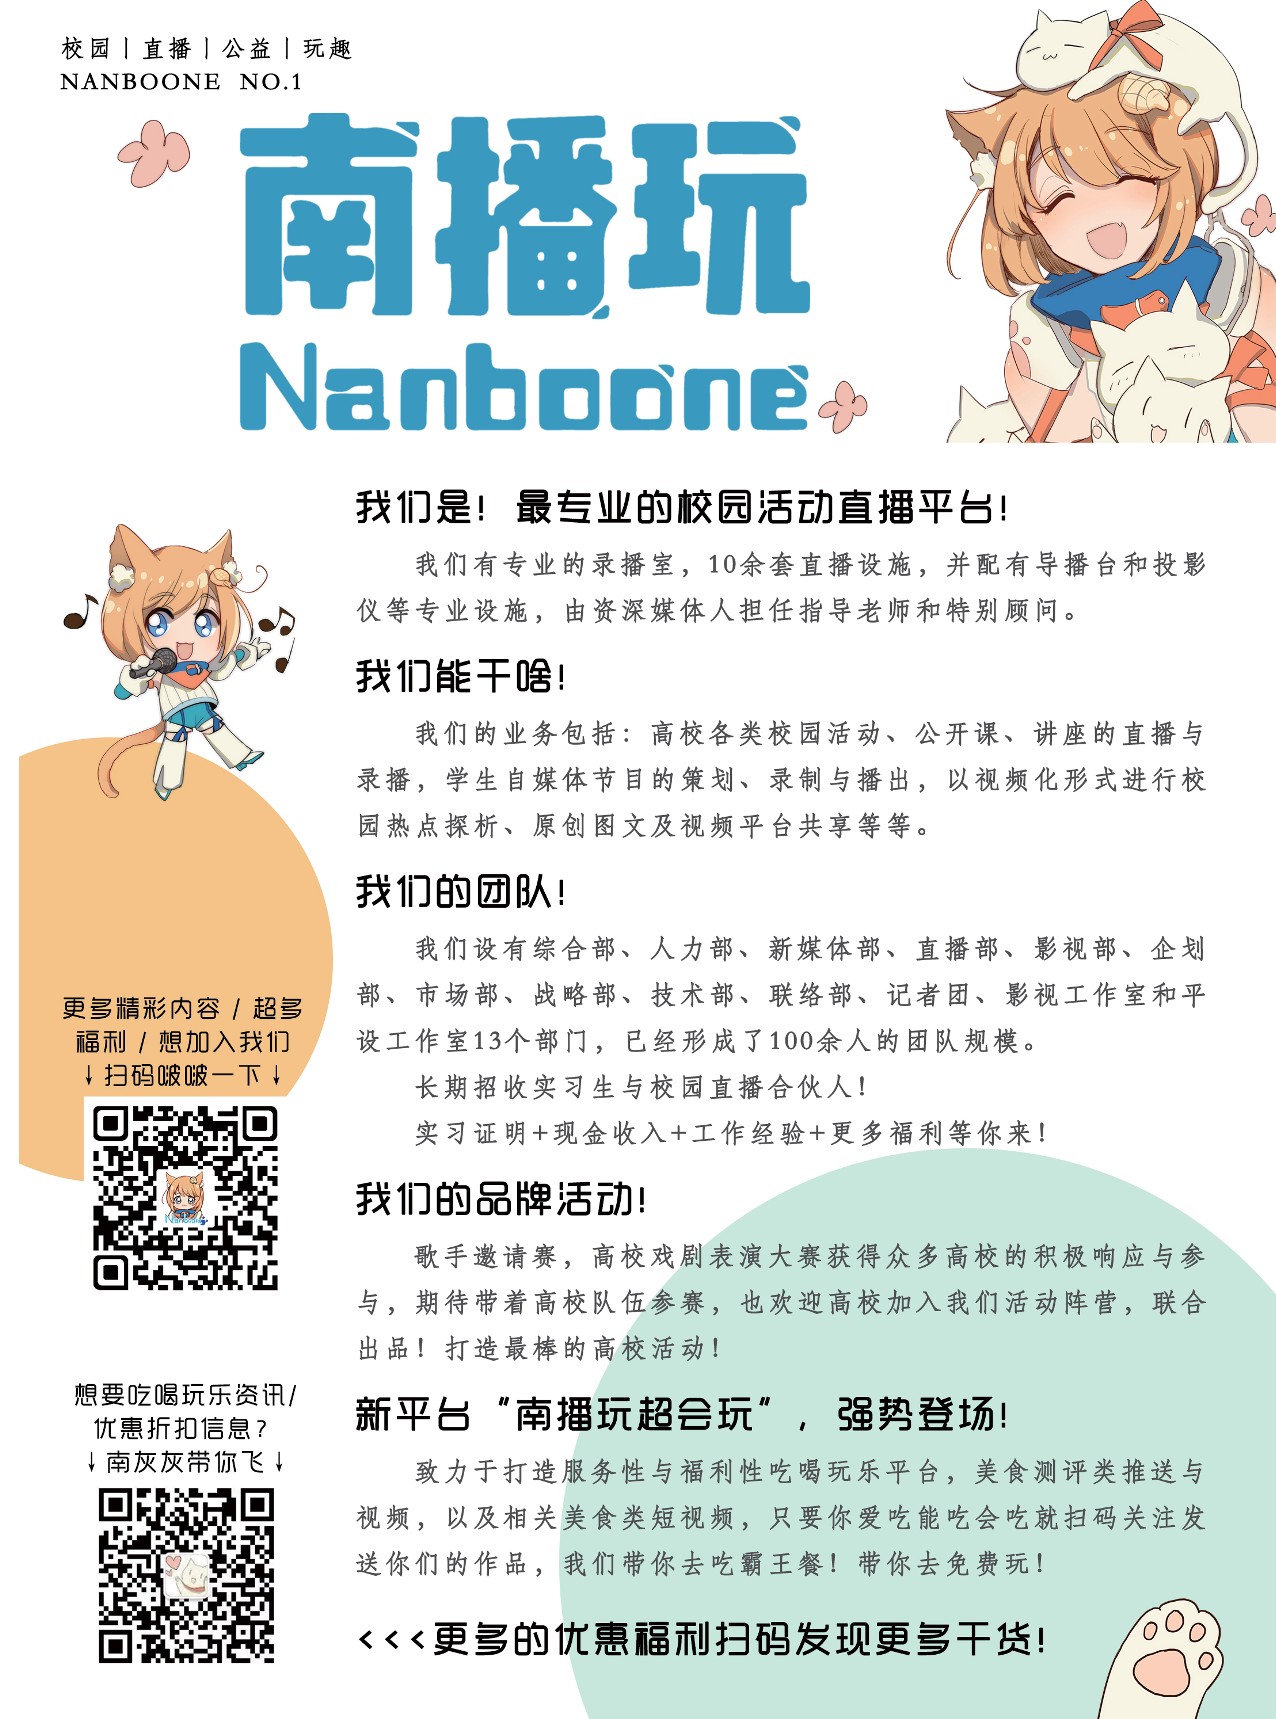 校园丨直播丨公益丨玩趣
NANBOONE NO.1
南播玩
Nanboone
我们是！最专业的校园活动直播平台！
我们有专业的录播室，10余套直播设施，并配有导播台和投影
仪等专业设施，由资深媒体人担任指导老师和特别顾问。
我们能干啥！
我们的业务包括：高校各类校园活动、公开课、讲座的直播与
录播，学生自媒体节目的策划、录制与播出，以视频化形式进行校
园热点探析、原创图文及视频平台共享等等。
我们的团队！
我们设有综合部、人力部、新媒体部、直播部、影视部、企划
部、市场部、战略部、技术部、联络部、记者团、影视工作室和平
设工作室13个部门，已经形成了100余人的团队规模。
长期招收实习生与校园直播合伙人！
实习证明+现金收入+工作经验+更多福利等你来！
我们的品牌活动！
歌手邀请赛，高校戏剧表演大赛获得众多高校的积极响应与参
与，期待带着高校队伍参赛，也欢迎高校加入我们活动阵营，联合
出品！打造最棒的高校活动！
新平台“南播玩超会玩”，强势登场！
致力于打造服务性与福利性吃喝玩乐平台，美食测评类推送与
视频，以及相关美食类短视频，只要你爱吃能吃会吃就扫码关注发
送你们的作品，我们带你去吃霸王餐！带你去免费玩！
<<<更多的优惠福利扫码发现更多干货！
更多精彩内容 / 超多
福利 / 想加入我们
↓扫码啵啵一下↓
Nanboone
想要吃喝玩乐资讯/
优惠折扣信息？
↓南灰灰带你飞↓